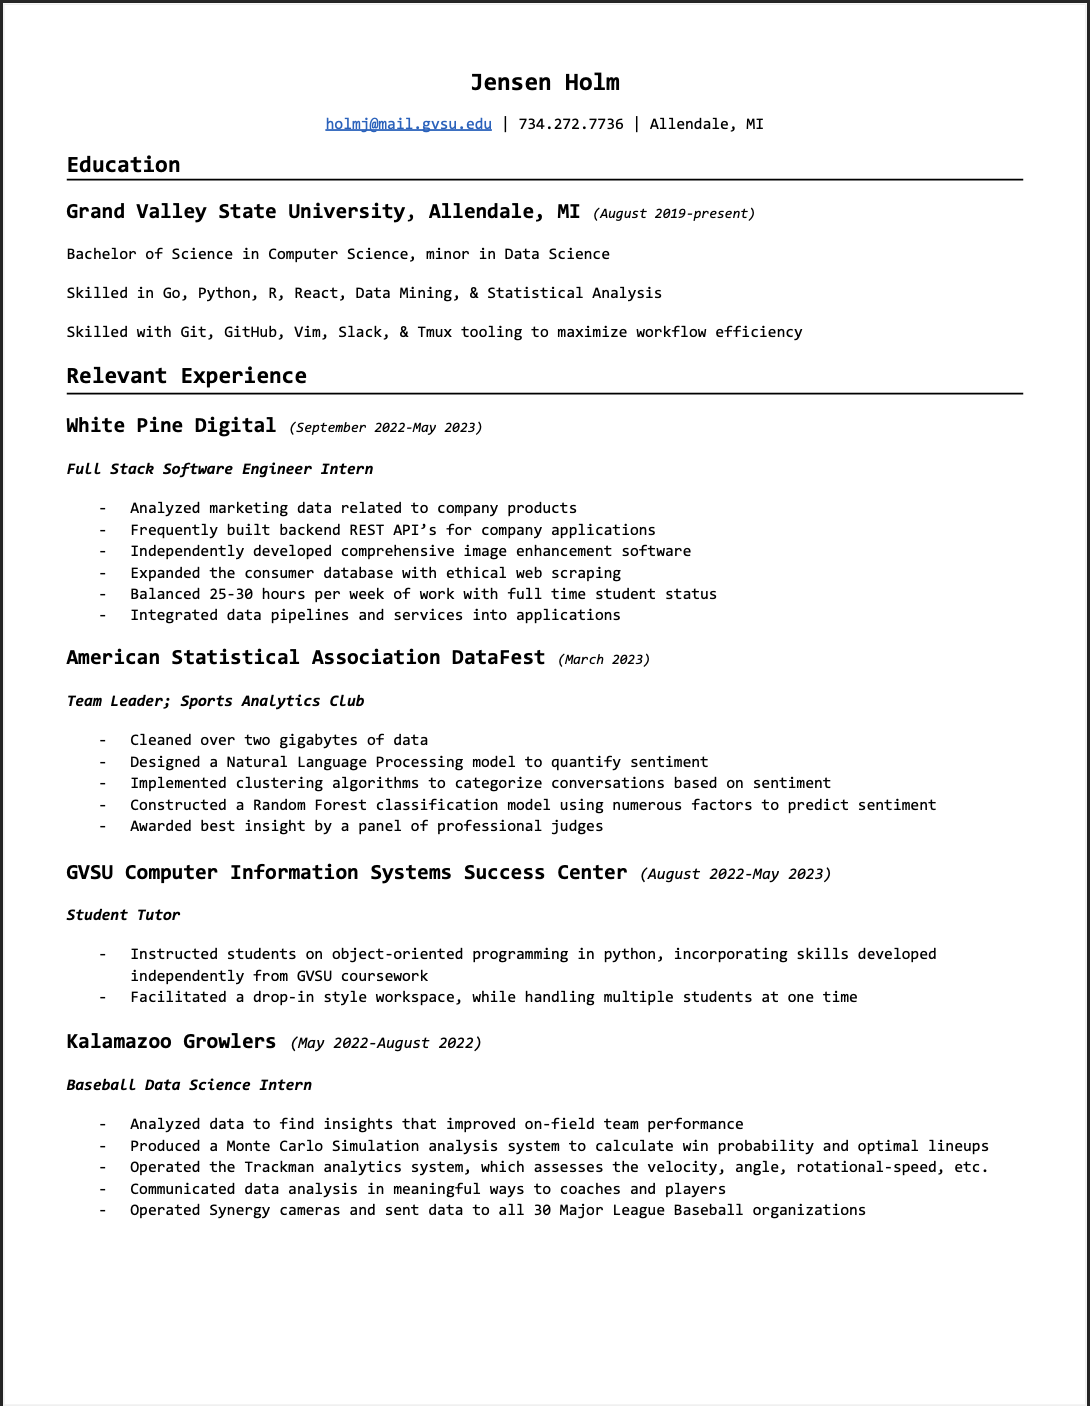 Jensen Holm
holmj@mail.gvsu.edu | 734.272.7736 | Allendale, MI
Education
Grand Valley State University, Allendale, MI (August 2019-present)
Bachelor of Science in Computer Science, minor in Data Science
Skilled in Go, Python, R, React, Data Mining, & Statistical Analysis
Skilled with Git, GitHub, Vim, Slack, & Tmux tooling to maximize workflow efficiency
Relevant Experience
White Pine Digital (September 2022-May 2023)
Full Stack Software Engineer Intern
- Analyzed marketing data related to company products
- Frequently built backend REST API’s for company applications
- Independently developed comprehensive image enhancement software
- Expanded the consumer database with ethical web scraping
- Balanced 25-30 hours per week of work with full time student status
- Integrated data pipelines and services into applications
American Statistical Association DataFest (March 2023)
Team Leader; Sports Analytics Club
- Cleaned over two gigabytes of data
- Designed a Natural Language Processing model to quantify sentiment
- Implemented clustering algorithms to categorize conversations based on sentiment
- Constructed a Random Forest classification model using numerous factors to predict sentiment
- Awarded best insight by a panel of professional judges
GVSU Computer Information Systems Success Center (August 2022-May 2023)
Student Tutor
- Instructed students on object-oriented programming in python, incorporating skills developed
independently from GVSU coursework
- Facilitated a drop-in style workspace, while handling multiple students at one time
Kalamazoo Growlers (May 2022-August 2022)
Baseball Data Science Intern
- Analyzed data to find insights that improved on-field team performance
- Produced a Monte Carlo Simulation analysis system to calculate win probability and optimal lineups
- Operated the Trackman analytics system, which assesses the velocity, angle, rotational-speed, etc.
- Communicated data analysis in meaningful ways to coaches and players
- Operated Synergy cameras and sent data to all 30 Major League Baseball organizations